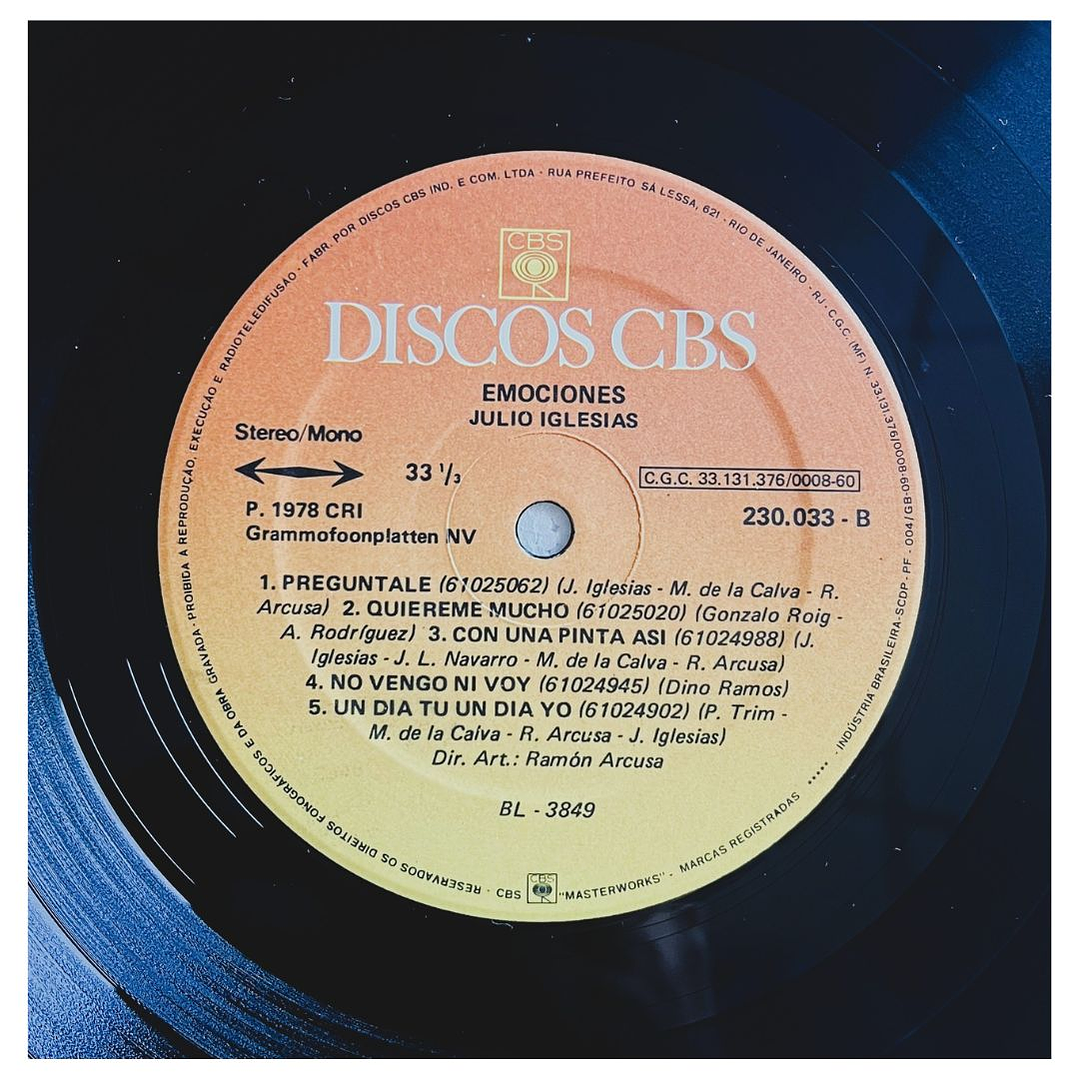 FABR. POR DISCOS CBS IND. E COM. LTDA · RUA PREFEITO SÁ LESSA, 621 - RIO DE JANEIRO - RJ - C.G.C. (MF) N. 33.131.376/0008-60 - PF - 004/GB-SCDP - INDÚSTRIA BRASILEIRA
CBS
DISCOS CBS
EMOCIONES
JULIO IGLESIAS
Stereo/Mono
33 1/3
C.G.C. 33.131.376/0008-60
P. 1978 CRI
230.033 - B
Grammofoonplatten NV
1. PREGUNTALE (61025062) (J. Iglesias - M. de la Calva - R.
Arcusa) 2. QUIEREME MUCHO (61025020) (Gonzalo Roig -
A. Rodríguez) 3. CON UNA PINTA ASI (61024988) (J.
Iglesias - J. L. Navarro - M. de la Calva - R. Arcusa)
4. NO VENGO NI VOY (61024945) (Dino Ramos)
5. UN DIA TU UN DIA YO (61024902) (P. Trim -
M. de la Calva - R. Arcusa - J. Iglesias)
Dir. Art.: Ramón Arcusa
BL - 3849
RESERVADOS OS DIREITOS FONOGRÁFICOS E DA OBRA GRAVADA - PROIBIDA A REPRODUÇÃO, EXECUÇÃO E RADIOTELEDIFUSÃO
CBS CBS "MASTERWORKS" - MARCAS REGISTRADAS